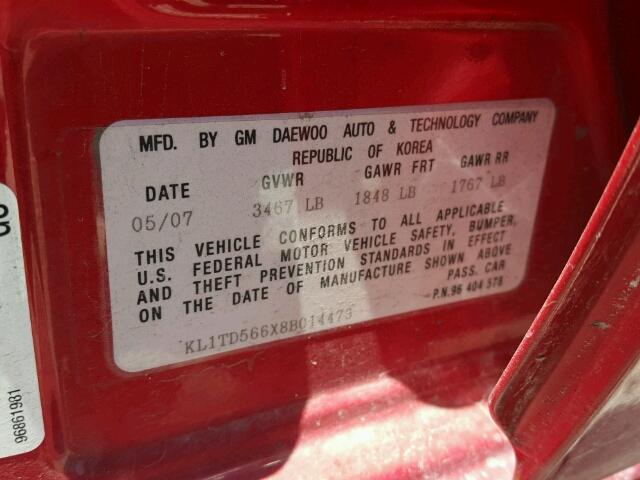 MFD. BY GM DAEWOO AUTO & TECHNOLOGY COMPANY
REPUBLIC OF KOREA
DATE GVWR GAWR FRT GAWR RR
05/07 3467 LB 1848 LB 1767 LB
THIS VEHICLE CONFORMS TO ALL APPLICABLE
U.S. FEDERAL MOTOR VEHICLE SAFETY, BUMPER,
AND THEFT PREVENTION STANDARDS IN EFFECT
ON THE DATE OF MANUFACTURE SHOWN ABOVE
PASS. CAR
P.N.96 404 578
KL1TD566X8B014473
96861981